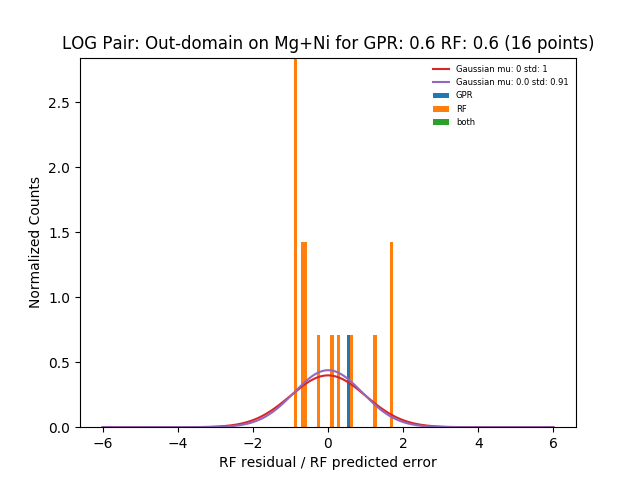 LOG Pair: Out-domain on Mg+Ni for GPR: 0.6 RF: 0.6 (16 points)
Gaussian mu: 0 std: 1
Gaussian mu: 0.0 std: 0.91
GPR
RF
both
2.5
2.0
1.5
1.0
0.5
0.0
Normalized Counts
−6
−4
−2
0
2
4
6
RF residual / RF predicted error